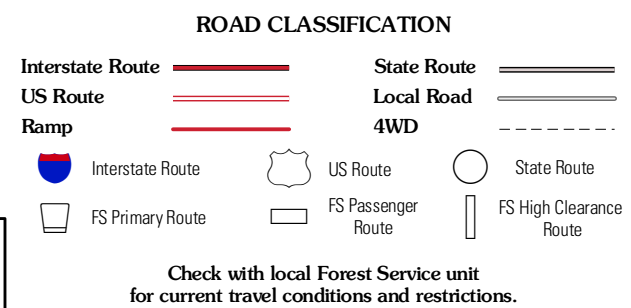 ROAD CLASSIFICATION
Interstate Route
State Route
US Route
Local Road
Ramp
4WD
Interstate Route
US Route
State Route
FS Primary Route
FS Passenger
Route
FS High Clearance
Route
Check with local Forest Service unit
for current travel conditions and restrictions.